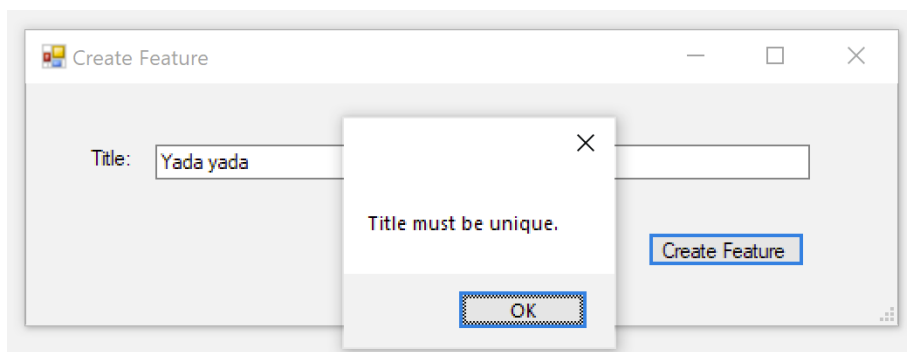 Create Feature
Title: Yada yada
Title must be unique.
Create Feature
OK